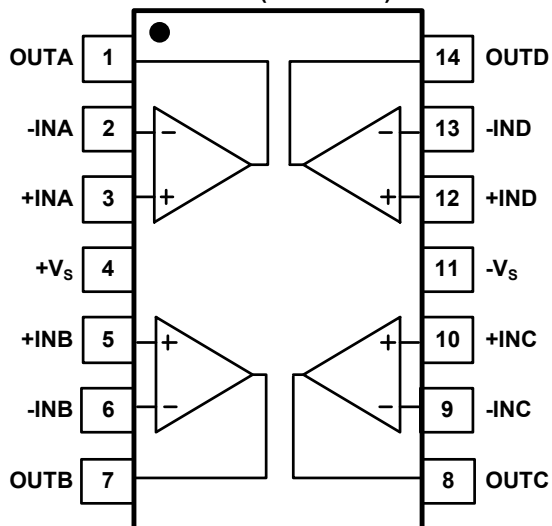 OUTA 1 14 OUTD
-INA 2 - - 13 -IND
+INA 3 + + 12 +IND
+VS 4 11 -VS
+INB 5 + + 10 +INC
-INB 6 - - 9 -INC
OUTB 7 8 OUTC